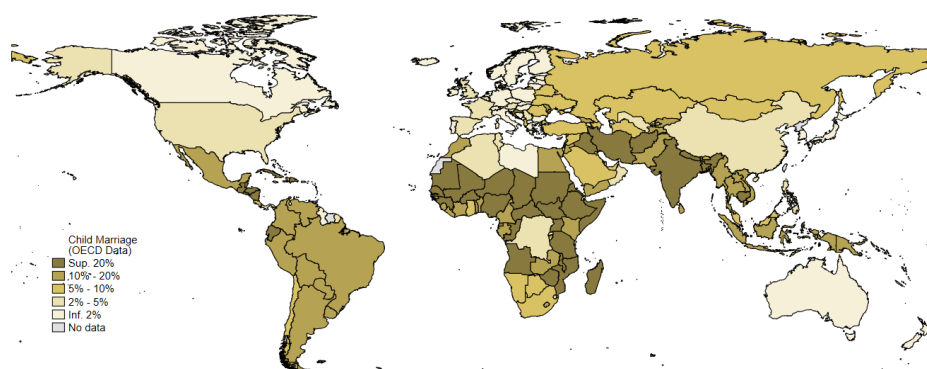 Child Marriage
(OECD Data)
Sup. 20%
10% - 20%
5% - 10%
2% - 5%
Inf. 2%
No data